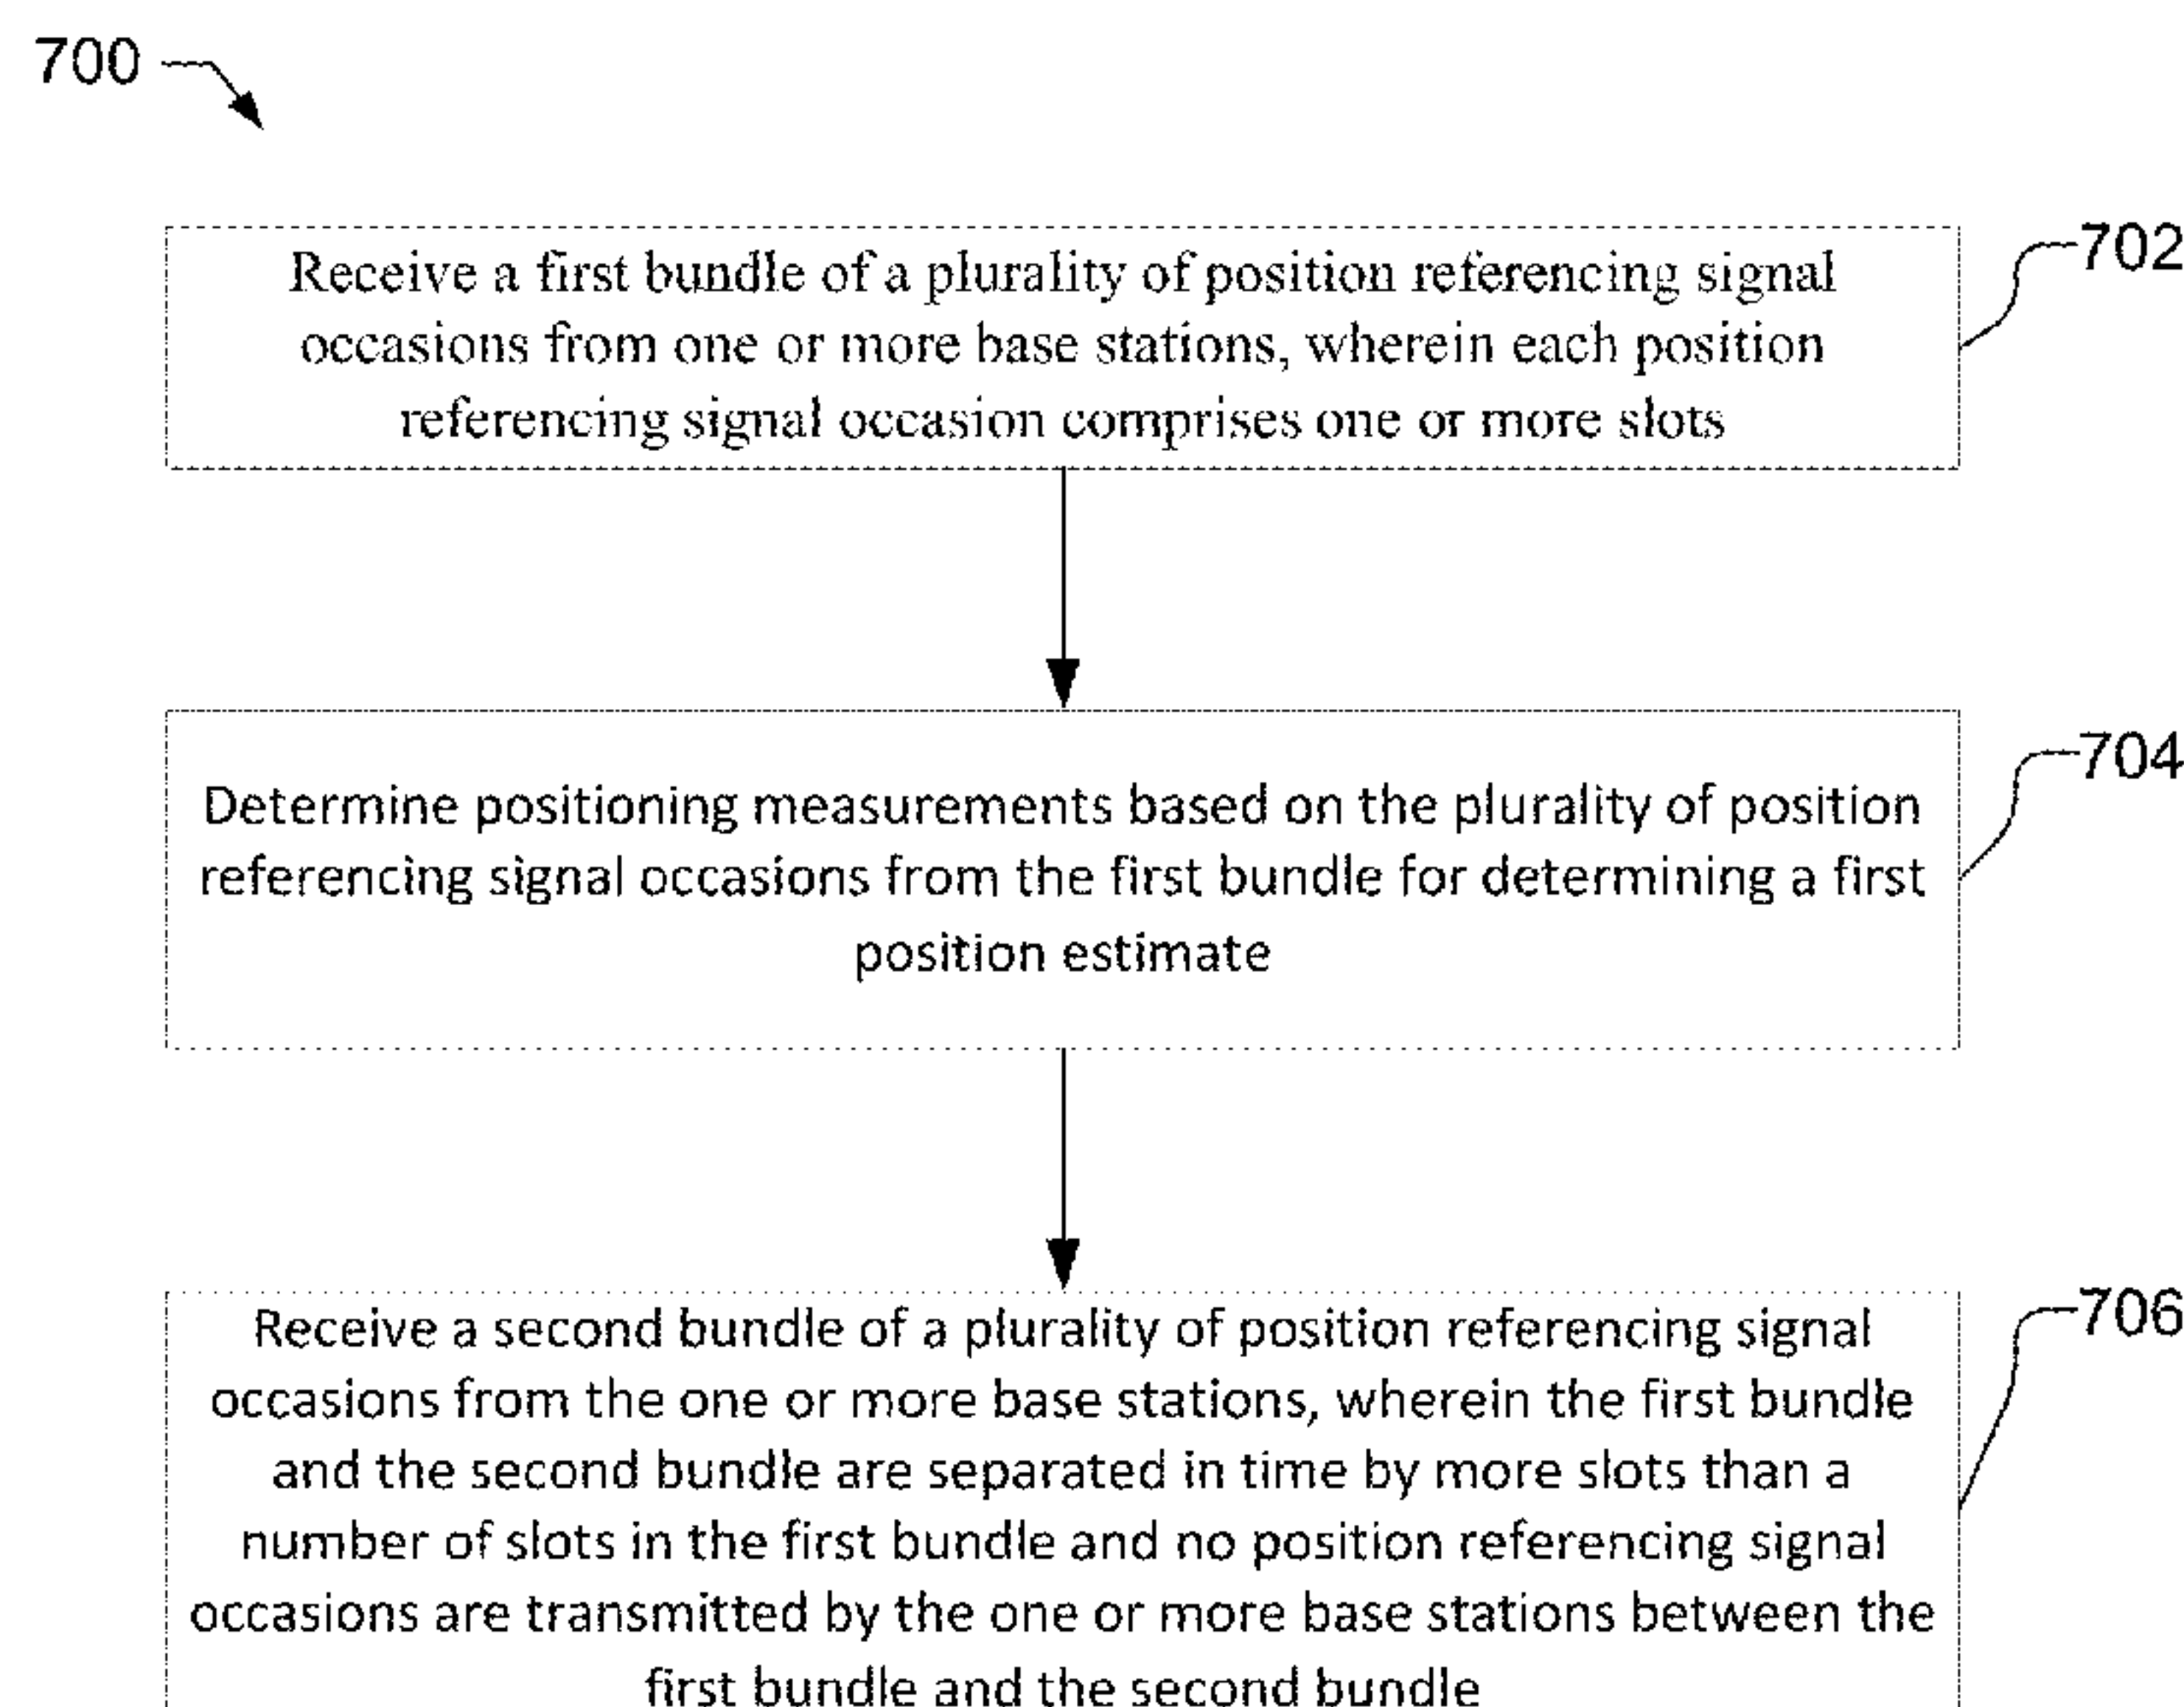 700
Receive a first bundle of a plurality of position referencing signal
702
occasions from one or more base stations, wherein each position
referencing signal occasion comprises one or more slots
704
Determine positioning measurements based on the plurality of position
referencing signal occasions from the first bundle for determining a first
position estimate
706
Receive a second bundle of a plurality of position referencing signal
occasions from the one or more base stations, wherein the first bundle
and the second bundle are separated in time by more slots than a
number of slots in the first bundle and no position referencing signal
occasions are transmitted by the one or more base stations between the
first bundle and the second bundle